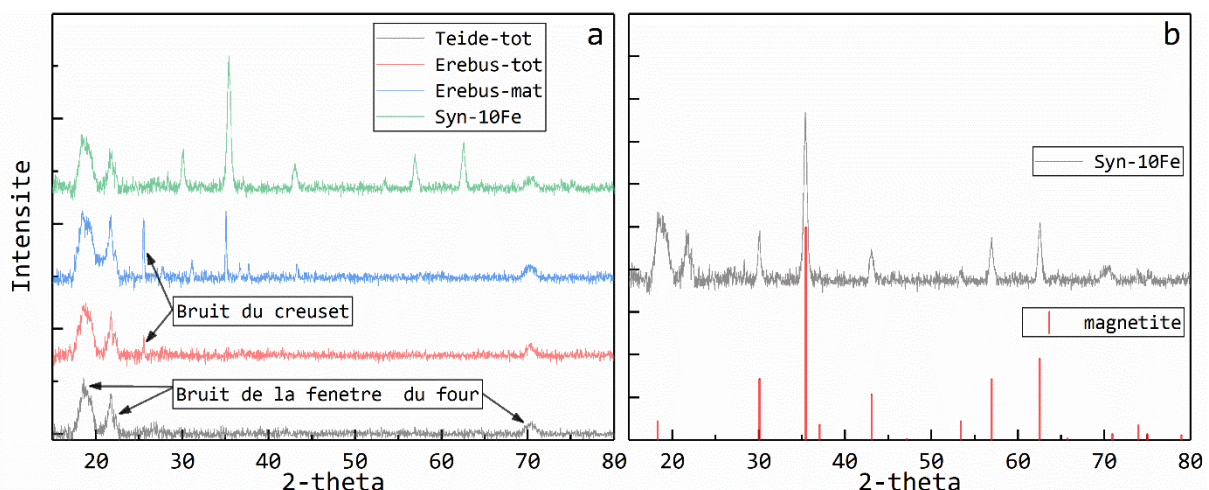 a
Teide-tot
Erebus-tot
Erebus-mat
Syn-10Fe
Intensite
Bruit du creuset
Bruit de la fenetre du four
20 30 40 50 60 70 80
2-theta
b
Syn-10Fe
magnetite
20 30 40 50 60 70 80
2-theta